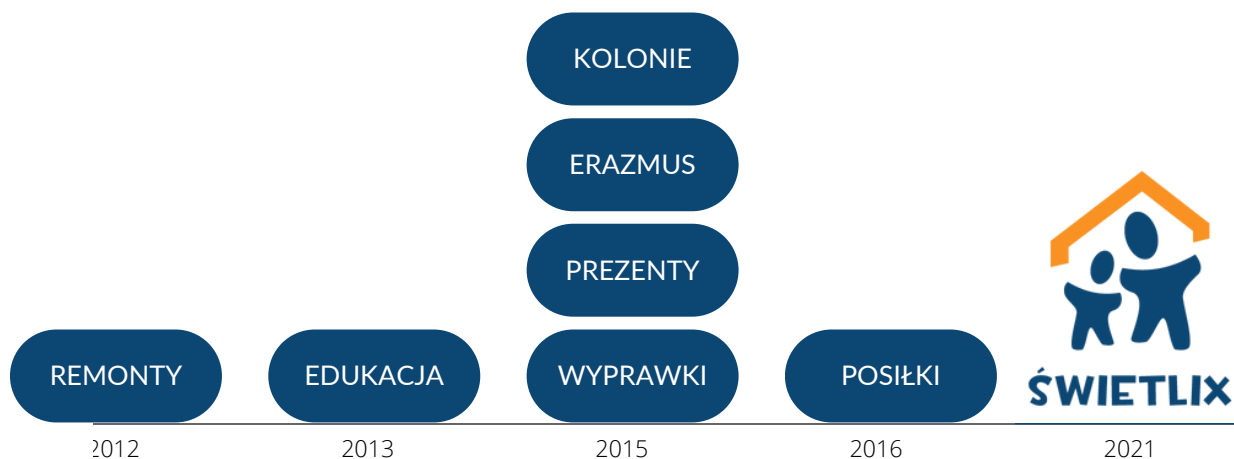 KOLONIE
ERAZMUS
PREZENTY
REMONTY
EDUKACJA
WYPRAWKI
POSIŁKI
ŚWIETLIX
2012
2013
2015
2016
2021